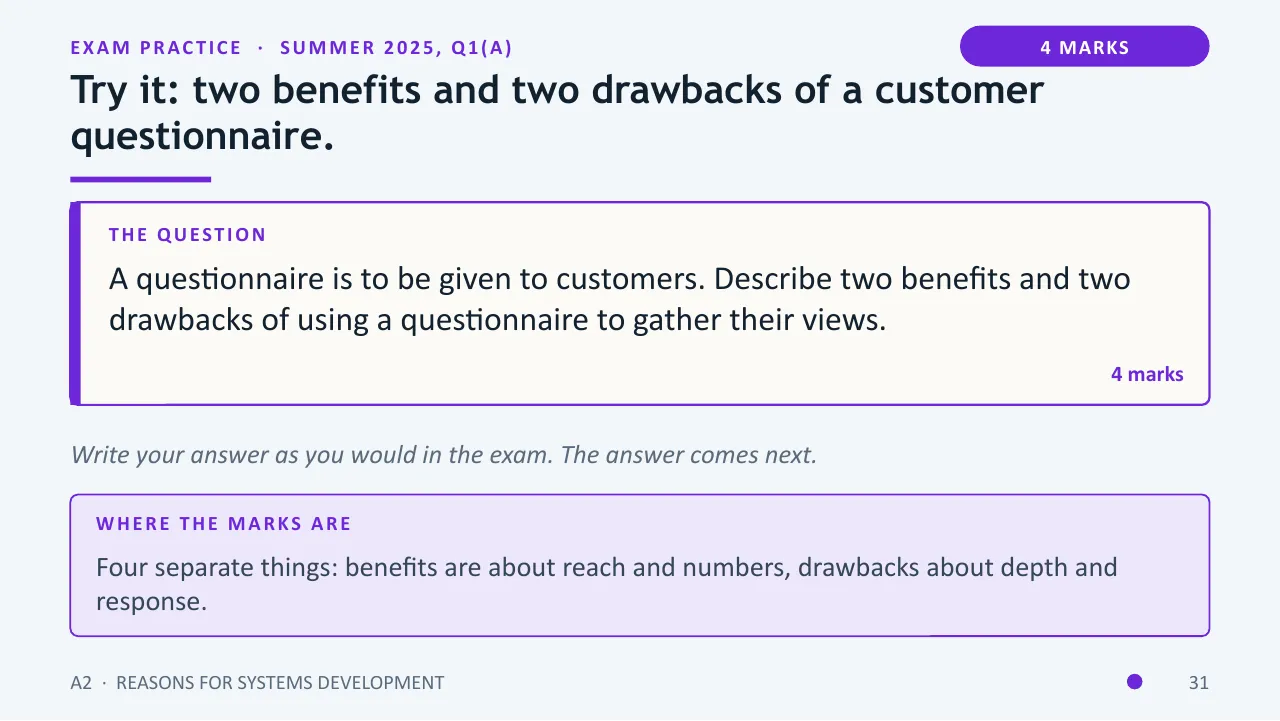 EXAM PRACTICE · SUMMER 2025, Q1(A)
4 MARKS
Try it: two benefits and two drawbacks of a customer
questionnaire.
THE QUESTION
A questionnaire is to be given to customers. Describe two benefits and two
drawbacks of using a questionnaire to gather their views.
4 marks
Write your answer as you would in the exam. The answer comes next.
WHERE THE MARKS ARE
Four separate things: benefits are about reach and numbers, drawbacks about depth and
response.
A2 · REASONS FOR SYSTEMS DEVELOPMENT
31